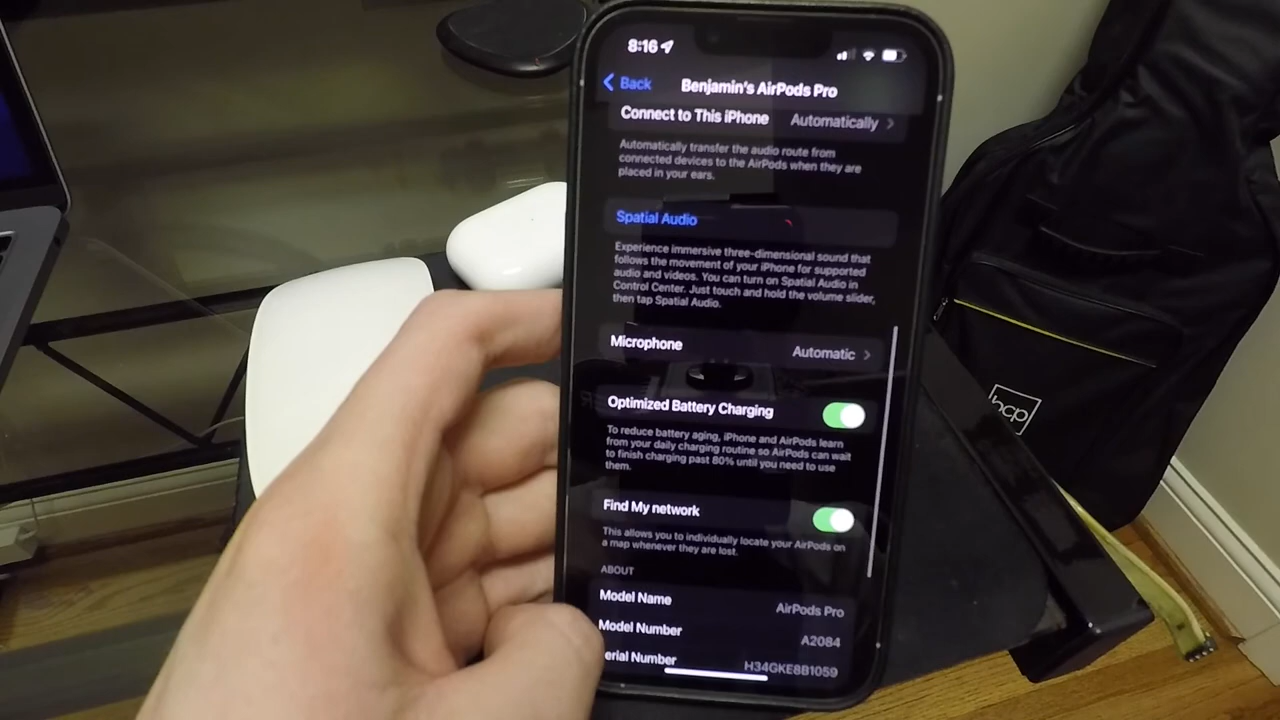 8:16
Back
Benjamin's AirPods Pro
Connect to This iPhone
Automatically
Automatically transfer the audio route from
connected devices to the AirPods when they are
placed in your ears.
Spatial Audio
Experience immersive three-dimensional sound that
follows the movement of your iPhone for supported
audio and videos. You can turn on Spatial Audio in
Control Center. Just touch and hold the volume slider,
then tap Spatial Audio.
Microphone
Automatic
Optimized Battery Charging
To reduce battery aging, iPhone and AirPods learn
from your daily charging routine so AirPods can wait
to finish charging past 80% until you need to use
them.
Find My network
This allows you to individually locate your AirPods on
a map whenever they are lost.
ABOUT
Model Name
AirPods Pro
Model Number
A2084
erial Number
H34GKE8B1059
hcp